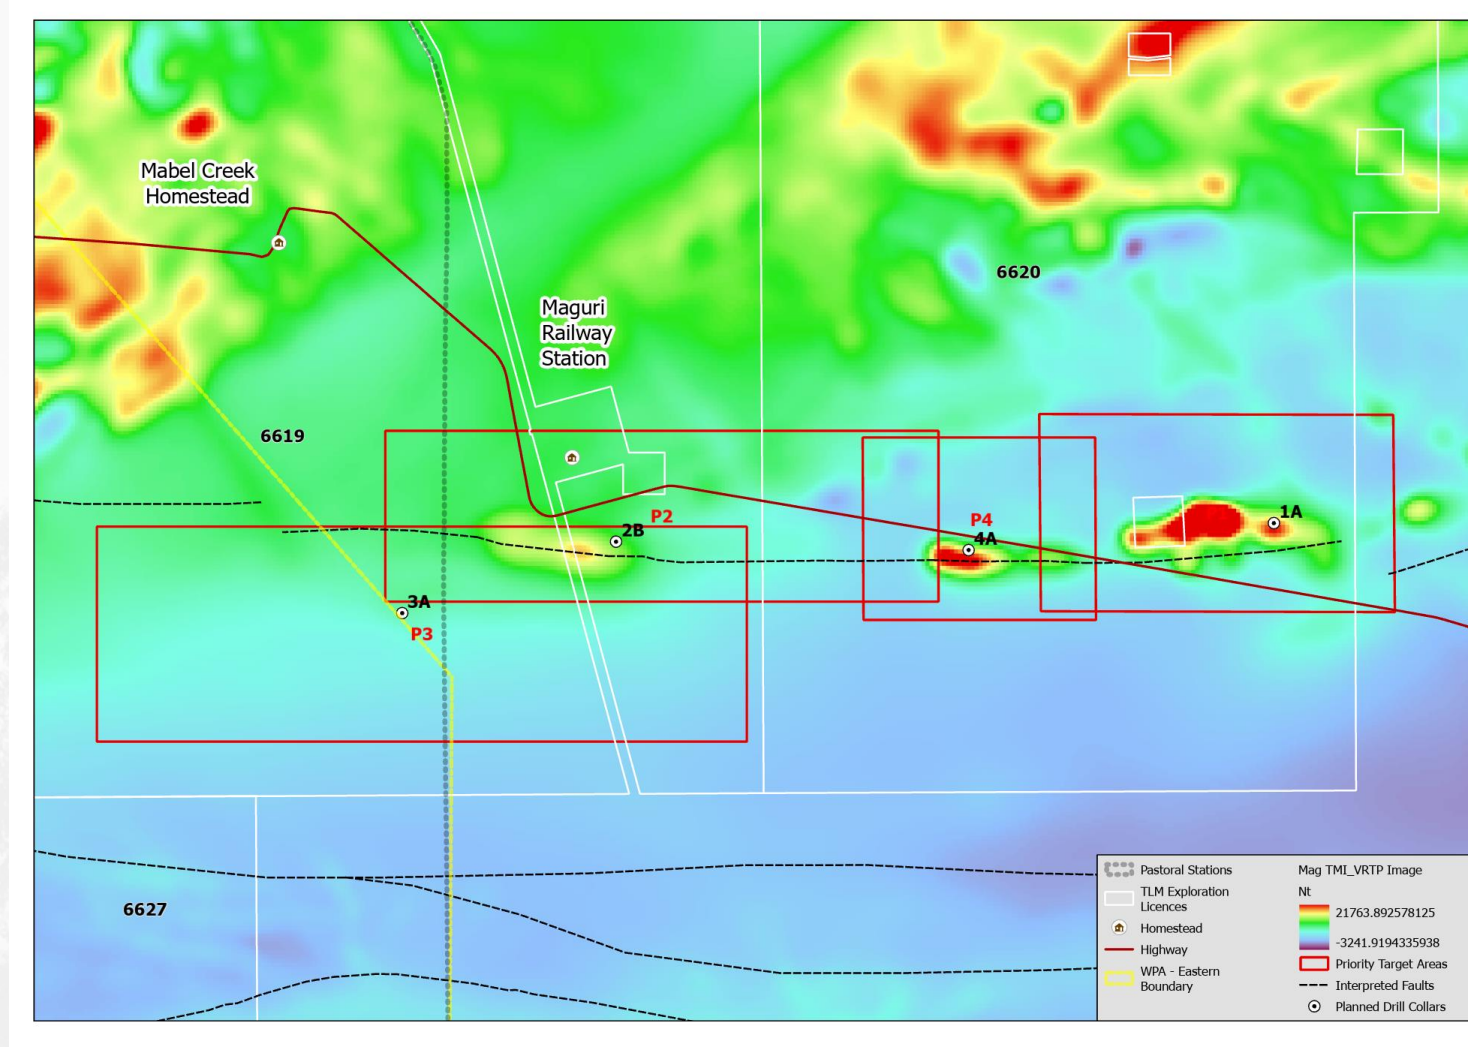 Mabel Creek
Homestead
6620
Maguri
Railway
Station
6619
P2
1A
2B
P4
4A
3A
P3
6627
Pastoral Stations
TLM Exploration
Licences
Homestead
Highway
WPA - Eastern
Boundary
Mag TMI_VRTP Image
Nt
21763.892578125
-3241.9194335938
Priority Target Areas
Interpreted Faults
Planned Drill Collars